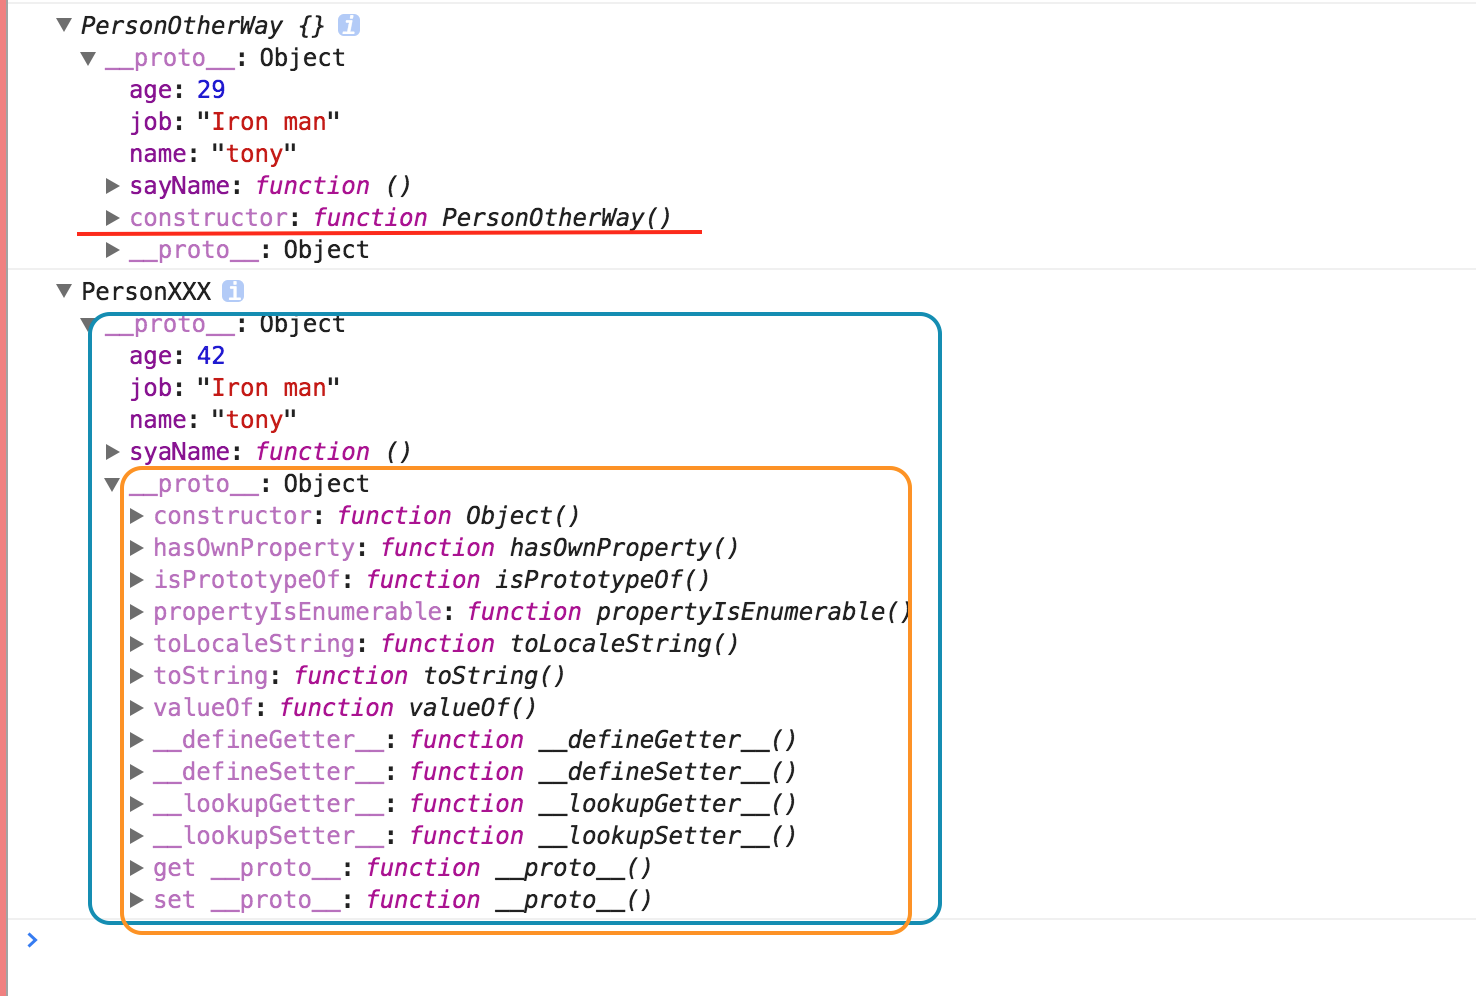 PersonOtherWay {} i
__proto__: Object
age: 29
job: "Iron man"
name: "tony"
sayName: function ()
constructor: function PersonOtherWay()
__proto__: Object
PersonXXX i
__proto__: Object
age: 42
job: "Iron man"
name: "tony"
syaName: function ()
__proto__: Object
constructor: function Object()
hasOwnProperty: function hasOwnProperty()
isPrototypeOf: function isPrototypeOf()
propertyIsEnumerable: function propertyIsEnumerable()
toLocaleString: function toLocaleString()
toString: function toString()
valueOf: function valueOf()
__defineGetter__: function __defineGetter__()
__defineSetter__: function __defineSetter__()
__lookupGetter__: function __lookupGetter__()
__lookupSetter__: function __lookupSetter__()
get __proto__: function __proto__()
set __proto__: function __proto__()